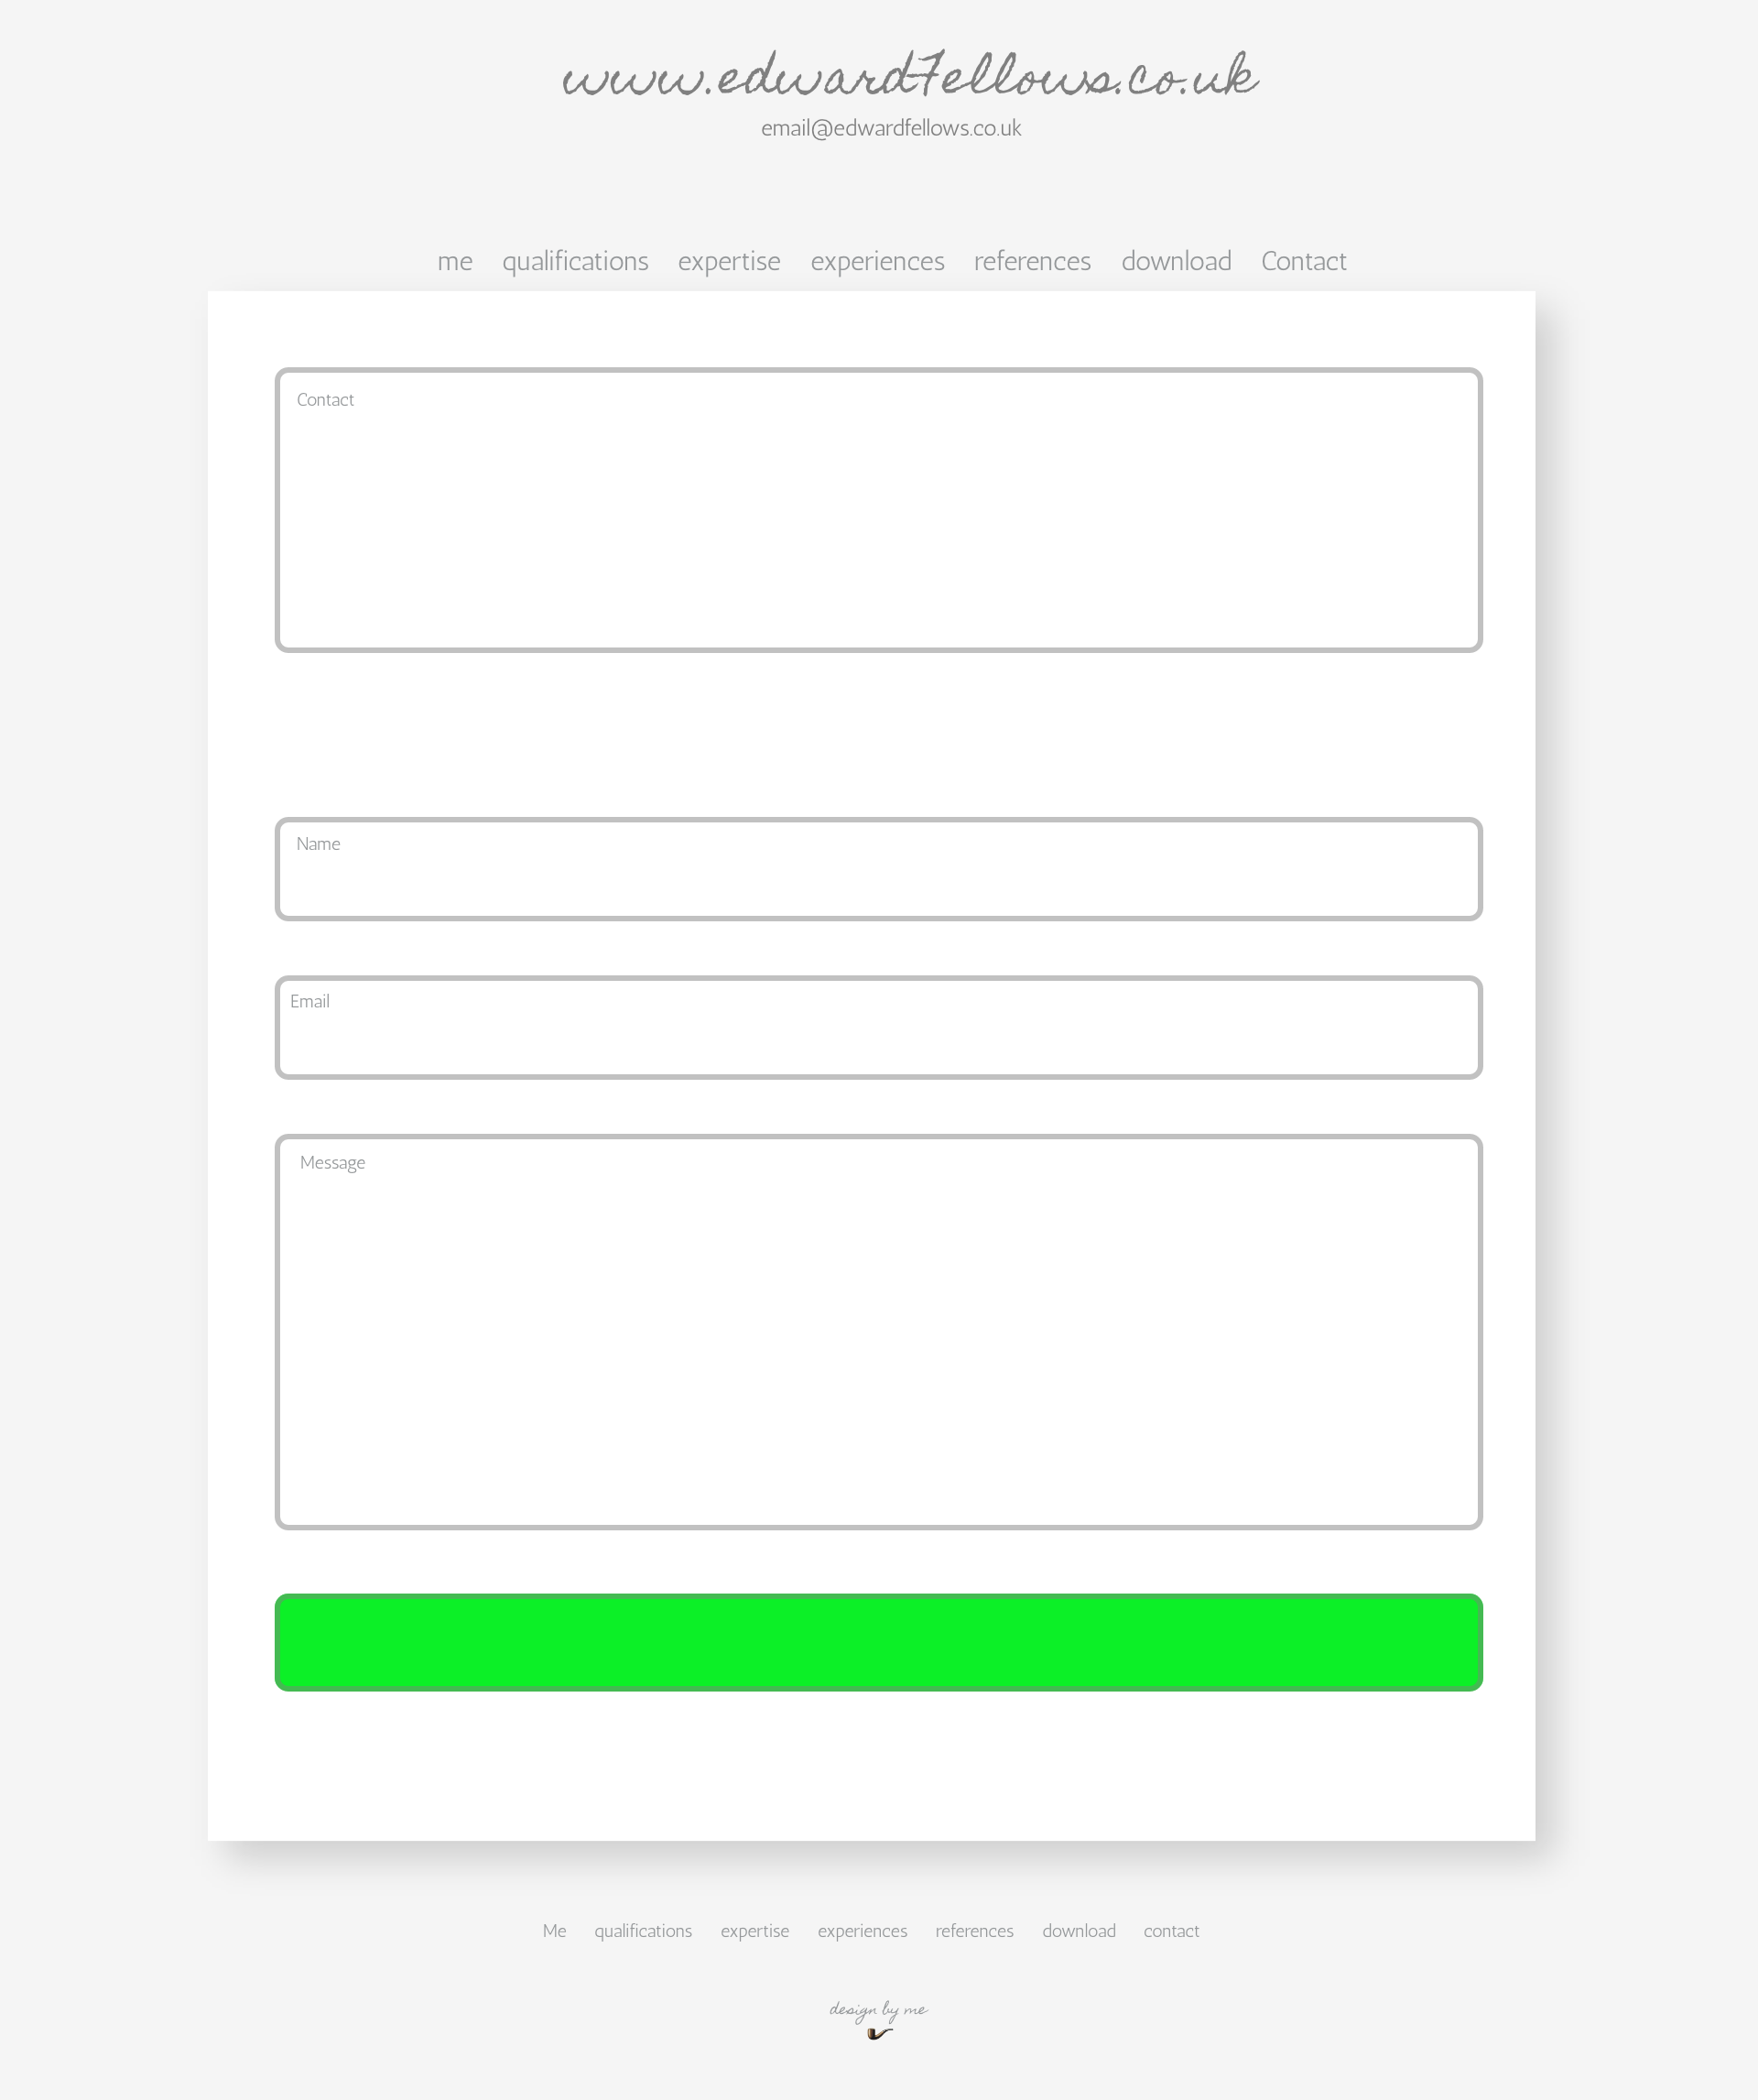 www.edwardFellows.co.uk
email@edwardfellows.co.uk
me qualifications expertise experiences references download Contact
Contact
Name
Email
Message
Me qualifications expertise experiences references download contact
design by me